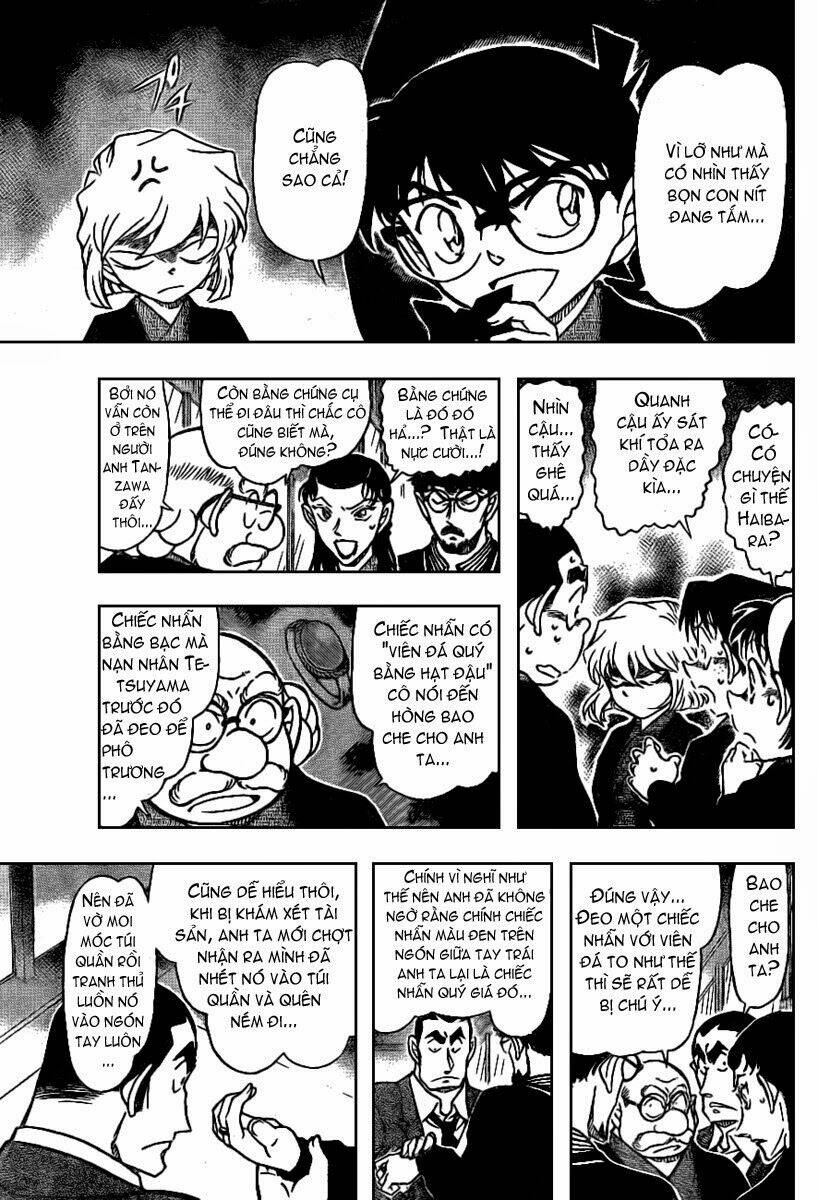 VÌ LỠ NHƯ MÀ
CÓ NHÌN THẤY
BỌN CON NÍT
ĐANG TẮM...
CŨNG
CHẲNG
SAO CẢ!
プイ
CÓ-
CÓ
CHUYỆN
GÌ THẾ
HAIBA-
RA?
QUANH
CẬU ẤY SÁT
KHÍ TỎA RA
DẦY ĐẶC
KÌA...
NHÌN
CẬU...
THẤY
GHÊ
QUÁ...
BẰNG CHỨNG
LÀ ĐÓ ĐÓ
HẢ...? THẬT LÀ
NỰC CƯỜI...!
CÒN BẰNG CHỨNG CỤ
THỂ ĐI ĐÂU THÌ CHẮC CÔ
CŨNG BIẾT MÀ,
ĐÚNG KHÔNG?
BỞI NÓ
VẪN CÒN
Ở TRÊN
NGƯỜI
ANH TAN-
ZAWA
ĐẤY
THÔI...
CHIẾC NHẪN CÓ
"VIÊN ĐÁ QUÝ
BẰNG HẠT ĐẬU"
CÔ NÓI ĐẾN
HÒNG BAO
CHE CHO ANH
TA...
CHIẾC NHẪN
BẰNG BẠC MÀ
NẠN NHÂN TE-
TSUYAMA
TRƯỚC ĐÓ
ĐÃ ĐEO ĐỂ
PHÔ
TRƯƠNG
...
BAO
CHE
CHO
ANH
TA?
ĐÚNG VẬY...
ĐEO MỘT CHIẾC
NHẪN VỚI VIÊN
ĐÁ TO NHƯ THẾ
THÌ SẼ RẤT DỄ
BỊ CHÚ Ý...
CHÍNH VÌ NGHĨ NHƯ
THẾ NÊN ANH ĐÃ KHÔNG
NGỜ RẰNG CHÍNH CHIẾC
NHẪN MÀU ĐEN TRÊN
NGÓN GIỮA TAY TRÁI
ANH TA LẠI LÀ CHIẾC
NHẪN QUÝ GIÁ ĐÓ...
CŨNG DỄ HIỂU THÔI,
KHI BỊ KHÁM XÉT TÀI
SẢN, ANH TA MỚI CHỢT
NHẬN RA MÌNH ĐÃ
NHÉT NÓ VÀO TÚI
QUẦN VÀ QUÊN
NÉM ĐI...
NÊN ĐÃ
VỜ MOI
MÓC TÚI
QUẦN RỒI
TRANH THỦ
LUỒN NÓ
VÀO NGÓN
TAY LUÔN
...